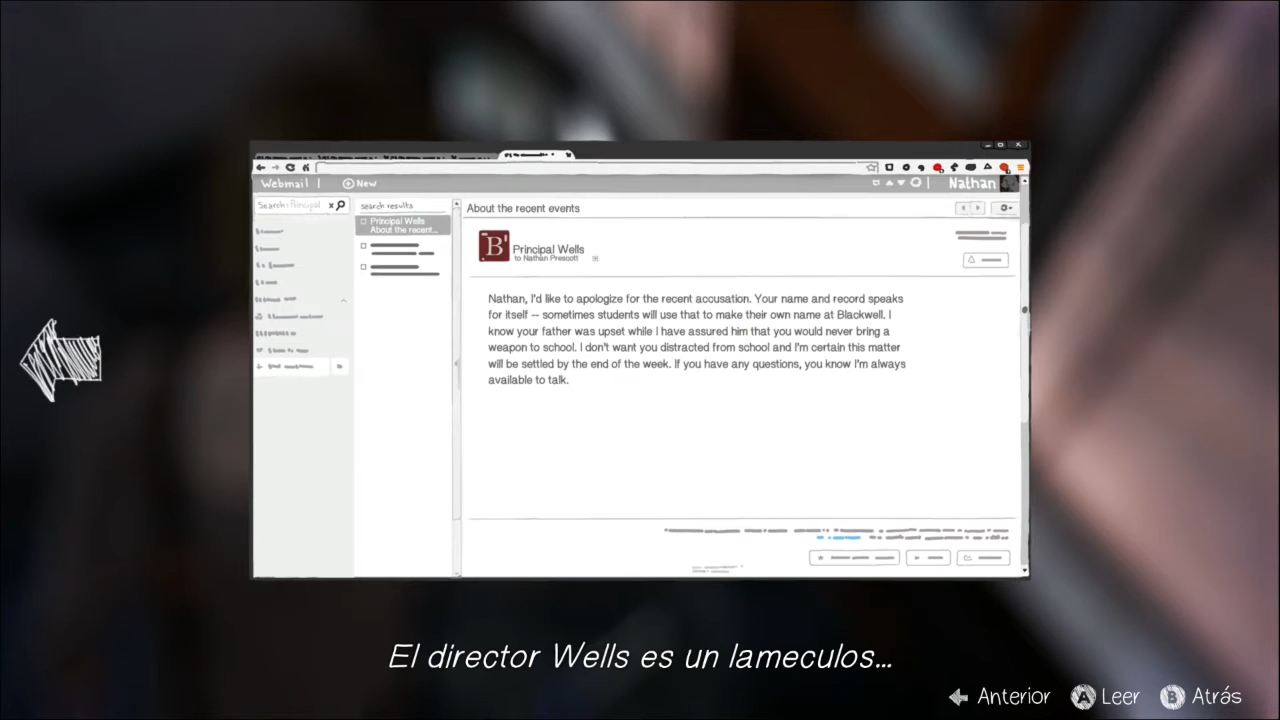 Webmail |
New
Nathan
Search: Principal x
search results
About the recent events
Principal Wells
About the recent...
B
Principal Wells
to Nathan Prescott
Nathan, I'd like to apologize for the recent accusation. Your name and record speaks
for itself -- sometimes students will use that to make their own name at Blackwell. I
know your father was upset while I have assured him that you would never bring a
weapon to school. I don't want you distracted from school and I'm certain this matter
will be settled by the end of the week. If you have any questions, you know I'm always
available to talk.
El director Wells es un lameculos...
Anterior
A Leer
B Atrás